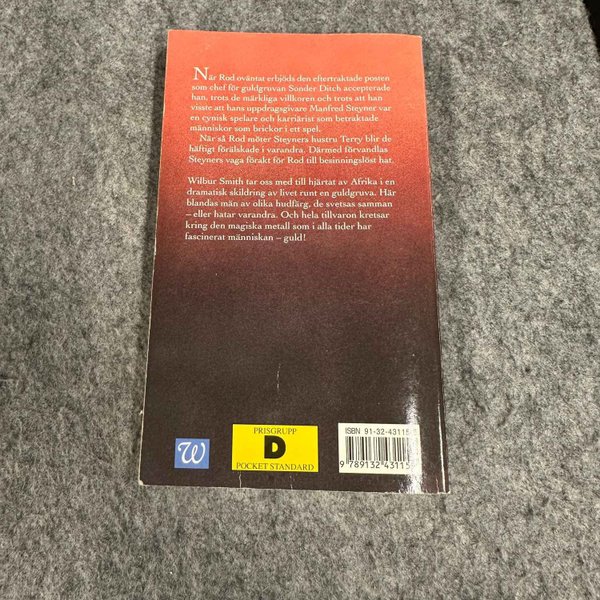 När Rod oväntat erbjöds den eftertraktade posten
som chef för guldgruvan Sonder Ditch accepterade
han, trots de märkliga villkoren och trots att han
visste att hans uppdragsgivare Manfred Steyner var
en cynisk spelare och karriärist som betraktade
människor som brickor i ett spel.
När så Rod möter Steyners hustru Terry blir de
häftigt förälskade i varandra. Därmed förvandlas
Steyners vaga förakt för Rod till besinningslöst hat.
Wilbur Smith tar oss med till hjärtat av Afrika i en
dramatisk skildring av livet runt en guldgruva. Här
blandas män av olika hudfärg, de svetsas samman
– eller hatar varandra. Och hela tillvaron kretsar
kring den magiska metall som i alla tider har
fascinerat människan – guld!
W
PRISGRUPP
D
POCKET STANDARD
ISBN 91-32-43115
9 789132 43115